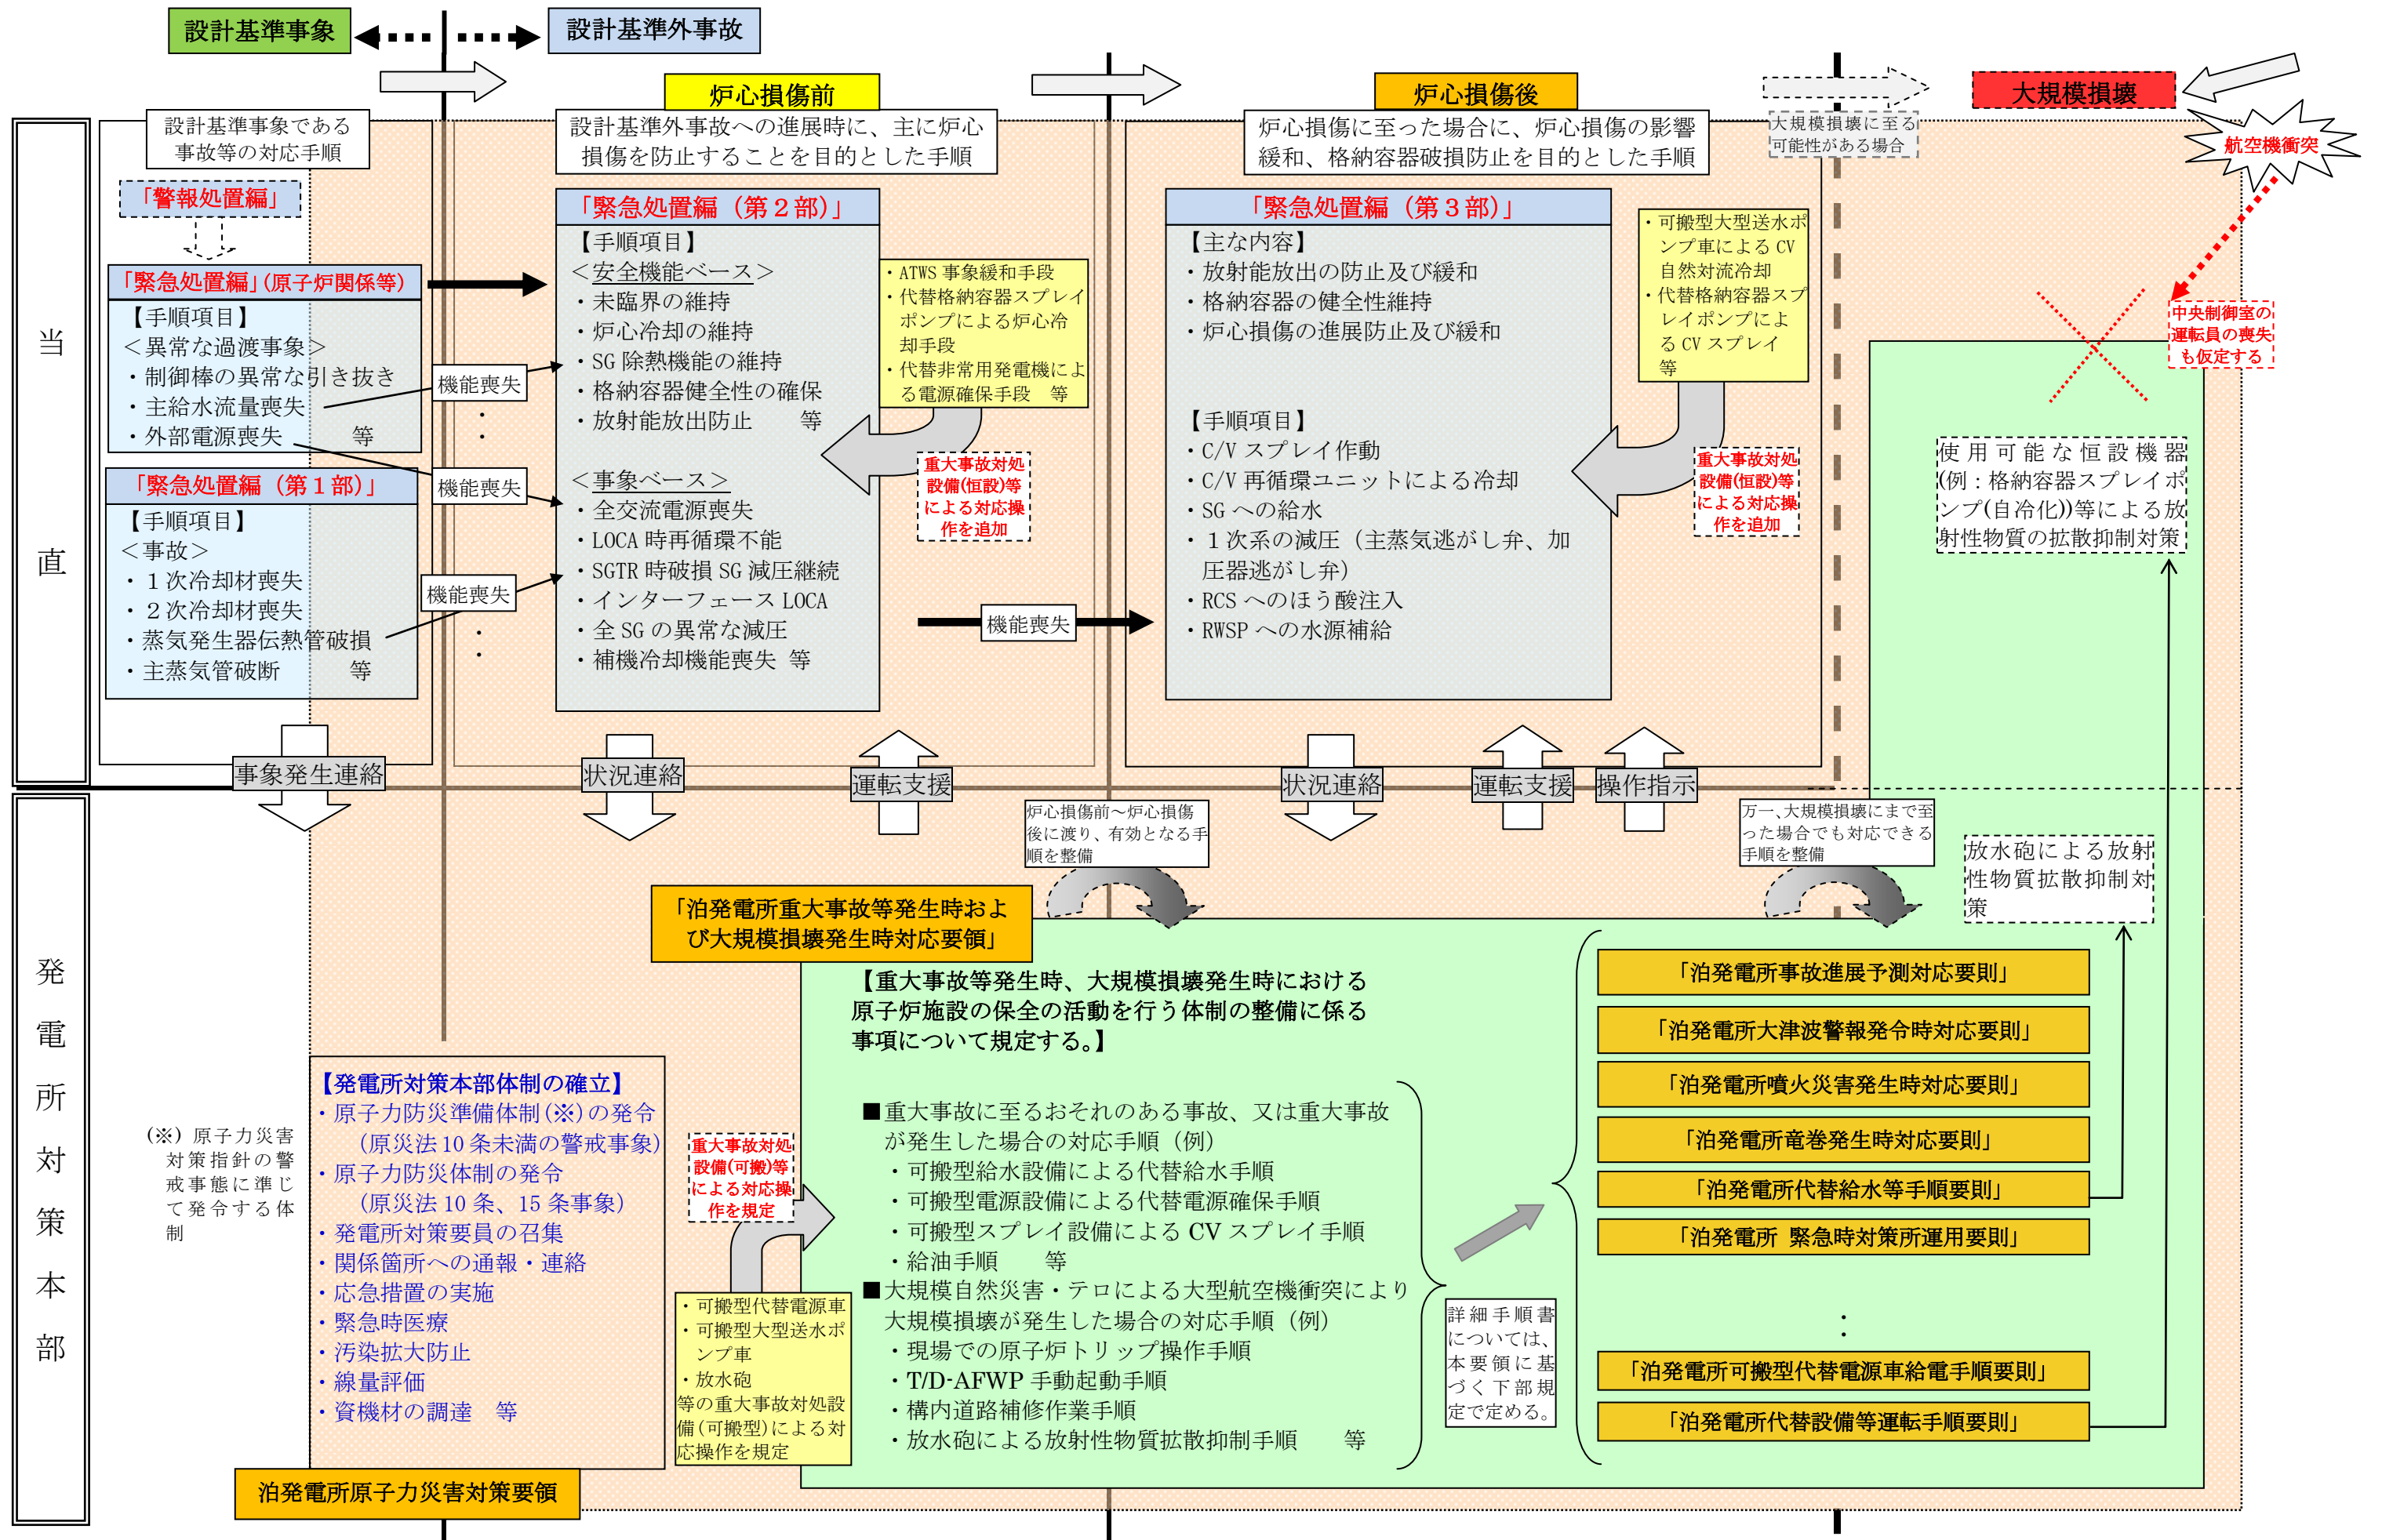 設計基準事象
設計基準外事故
炉心損傷前
炉心損傷後
大規模損壊
航空機衝突
当
直
設計基準事象である
事故等の対応手順
「警報処置編」
「緊急処置編」(原子炉関係等)
【手順項目】
＜異常な過渡事象＞
・制御棒の異常な引き抜き
・主給水流量喪失
・外部電源喪失　　　等
「緊急処置編（第１部）」
【手順項目】
＜事故＞
・１次冷却材喪失
・２次冷却材喪失
・蒸気発生器伝熱管破損
・主蒸気管破断　　　等
機能喪失
・
・
機能喪失
機能喪失
・
・
設計基準外事故への進展時に、主に炉心
損傷を防止することを目的とした手順
「緊急処置編（第２部）」
【手順項目】
＜安全機能ベース＞
・未臨界の維持
・炉心冷却の維持
・SG 除熱機能の維持
・格納容器健全性の確保
・放射能放出防止　　　等
＜事象ベース＞
・全交流電源喪失
・LOCA 時再循環不能
・SGTR 時破損 SG 減圧継続
・インターフェース LOCA
・全 SG の異常な減圧
・補機冷却機能喪失 等
・ATWS 事象緩和手段
・代替格納容器スプレイ
ポンプによる炉心冷
却手段
・代替非常用発電機によ
る電源確保手段　等
重大事故対処
設備(恒設)等
による対応操
作を追加
機能喪失
炉心損傷に至った場合に、炉心損傷の影響
緩和、格納容器破損防止を目的とした手順
「緊急処置編（第３部）」
【主な内容】
・放射能放出の防止及び緩和
・格納容器の健全性維持
・炉心損傷の進展防止及び緩和
【手順項目】
・C/V スプレイ作動
・C/V 再循環ユニットによる冷却
・SG への給水
・１次系の減圧（主蒸気逃がし弁、加
圧器逃がし弁）
・RCS へのほう酸注入
・RWSP への水源補給
・可搬型大型送水ポ
ンプ車による CV
自然対流冷却
・代替格納容器スプ
レイポンプによ
る CV スプレイ
等
重大事故対処
設備(恒設)等
による対応操
作を追加
大規模損壊に至る
可能性がある場合
中央制御室の
運転員の喪失
も仮定する
使用可能な恒設機器
(例：格納容器スプレイポ
ンプ(自冷化))等による放
射性物質の拡散抑制対策
事象発生連絡
状況連絡
運転支援
状況連絡
運転支援
操作指示
発
電
所
対
策
本
部
炉心損傷前～炉心損傷
後に渡り、有効となる手
順を整備
万一、大規模損壊にまで至
った場合でも対応できる
手順を整備
放水砲による放射
性物質拡散抑制対
策
「泊発電所重大事故等発生時およ
び大規模損壊発生時対応要領」
【重大事故等発生時、大規模損壊発生時における
原子炉施設の保全の活動を行う体制の整備に係る
事項について規定する。】
■重大事故に至るおそれのある事故、又は重大事故
が発生した場合の対応手順（例）
・可搬型給水設備による代替給水手順
・可搬型電源設備による代替電源確保手順
・可搬型スプレイ設備による CV スプレイ手順
・給油手順　　等
■大規模自然災害・テロによる大型航空機衝突により
大規模損壊が発生した場合の対応手順（例）
・現場での原子炉トリップ操作手順
・T/D-AFWP 手動起動手順
・構内道路補修作業手順
・放水砲による放射性物質拡散抑制手順　　等
詳細手順書
については、
本要領に基
づく下部規
定で定める。
「泊発電所事故進展予測対応要則」
「泊発電所大津波警報発令時対応要則」
「泊発電所噴火災害発生時対応要則」
「泊発電所竜巻発生時対応要則」
「泊発電所代替給水等手順要則」
「泊発電所 緊急時対策所運用要則」
：
「泊発電所可搬型代替電源車給電手順要則」
「泊発電所代替設備等運転手順要則」
(※) 原子力災害
対策指針の警
戒事態に準じ
て発令する体
制
【発電所対策本部体制の確立】
・原子力防災準備体制(※)の発令
（原災法 10 条未満の警戒事象）
・原子力防災体制の発令
（原災法 10 条、15 条事象）
・発電所対策要員の召集
・関係箇所への通報・連絡
・応急措置の実施
・緊急時医療
・汚染拡大防止
・線量評価
・資機材の調達　等
重大事故対処
設備(可搬)等
による対応操
作を規定
・可搬型代替電源車
・可搬型大型送水ポ
ンプ車
・放水砲
等の重大事故対処設
備(可搬型)による対
応操作を規定
泊発電所原子力災害対策要領